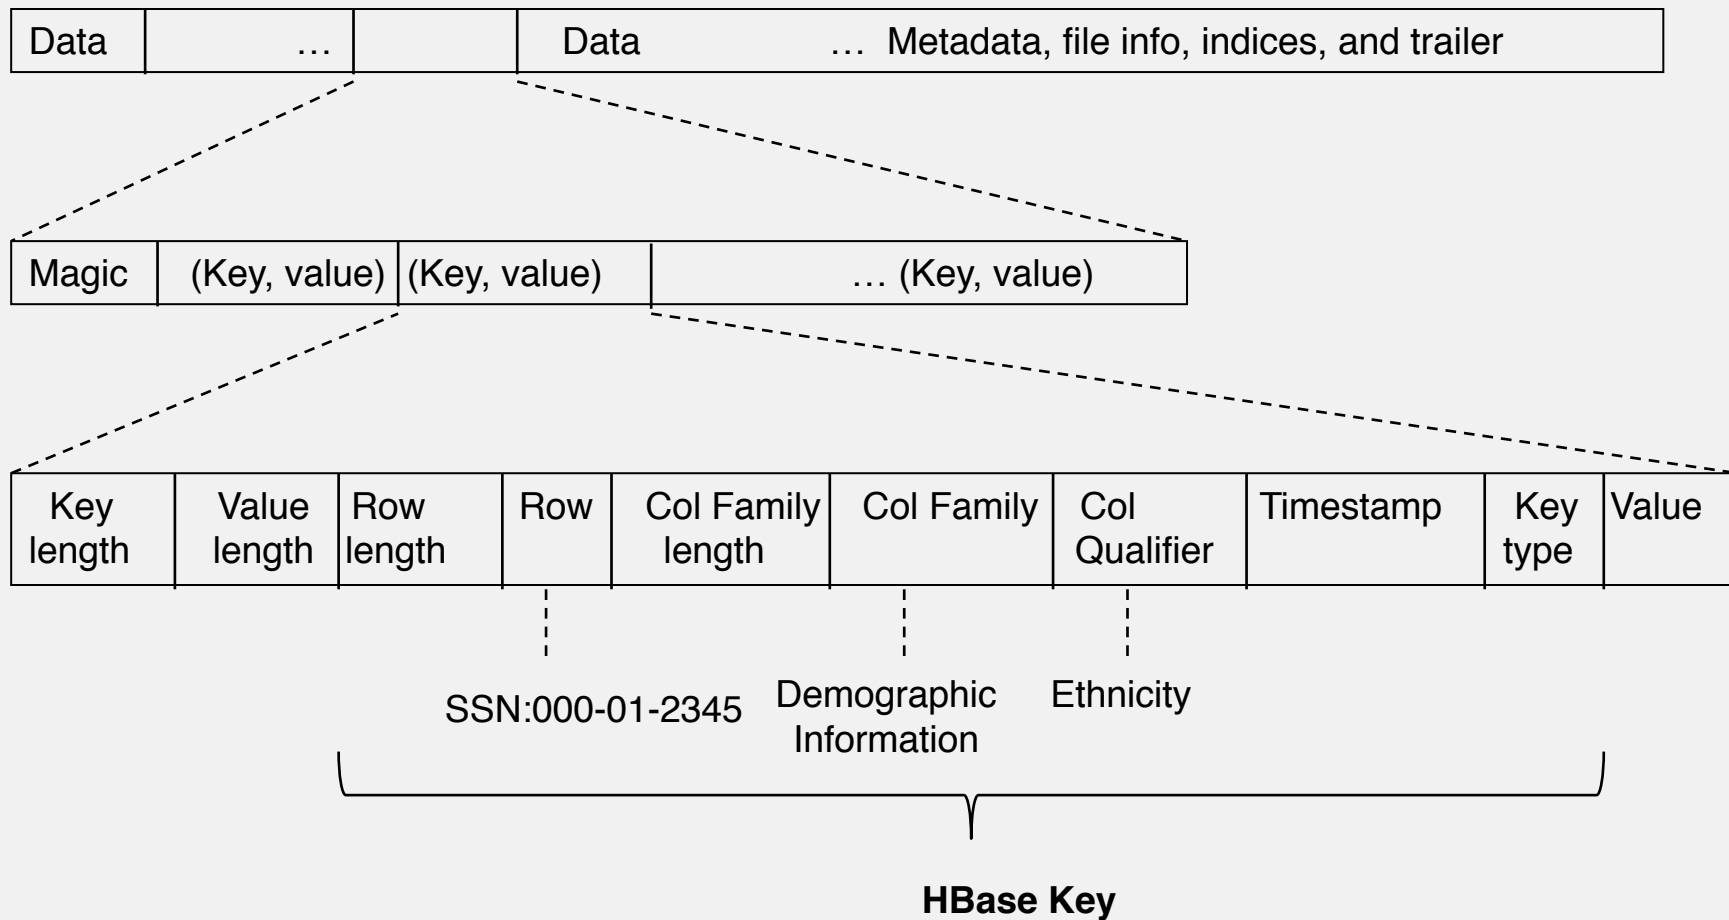 Data … Data … Metadata, file info, indices, and trailer
Magic (Key, value) (Key, value) … (Key, value)
Key length
Value length
Row length
Row
Col Family length
Col Family
Col Qualifier
Timestamp
Key type
Value
SSN:000-01-2345
Demographic
Information
Ethnicity
HBase Key